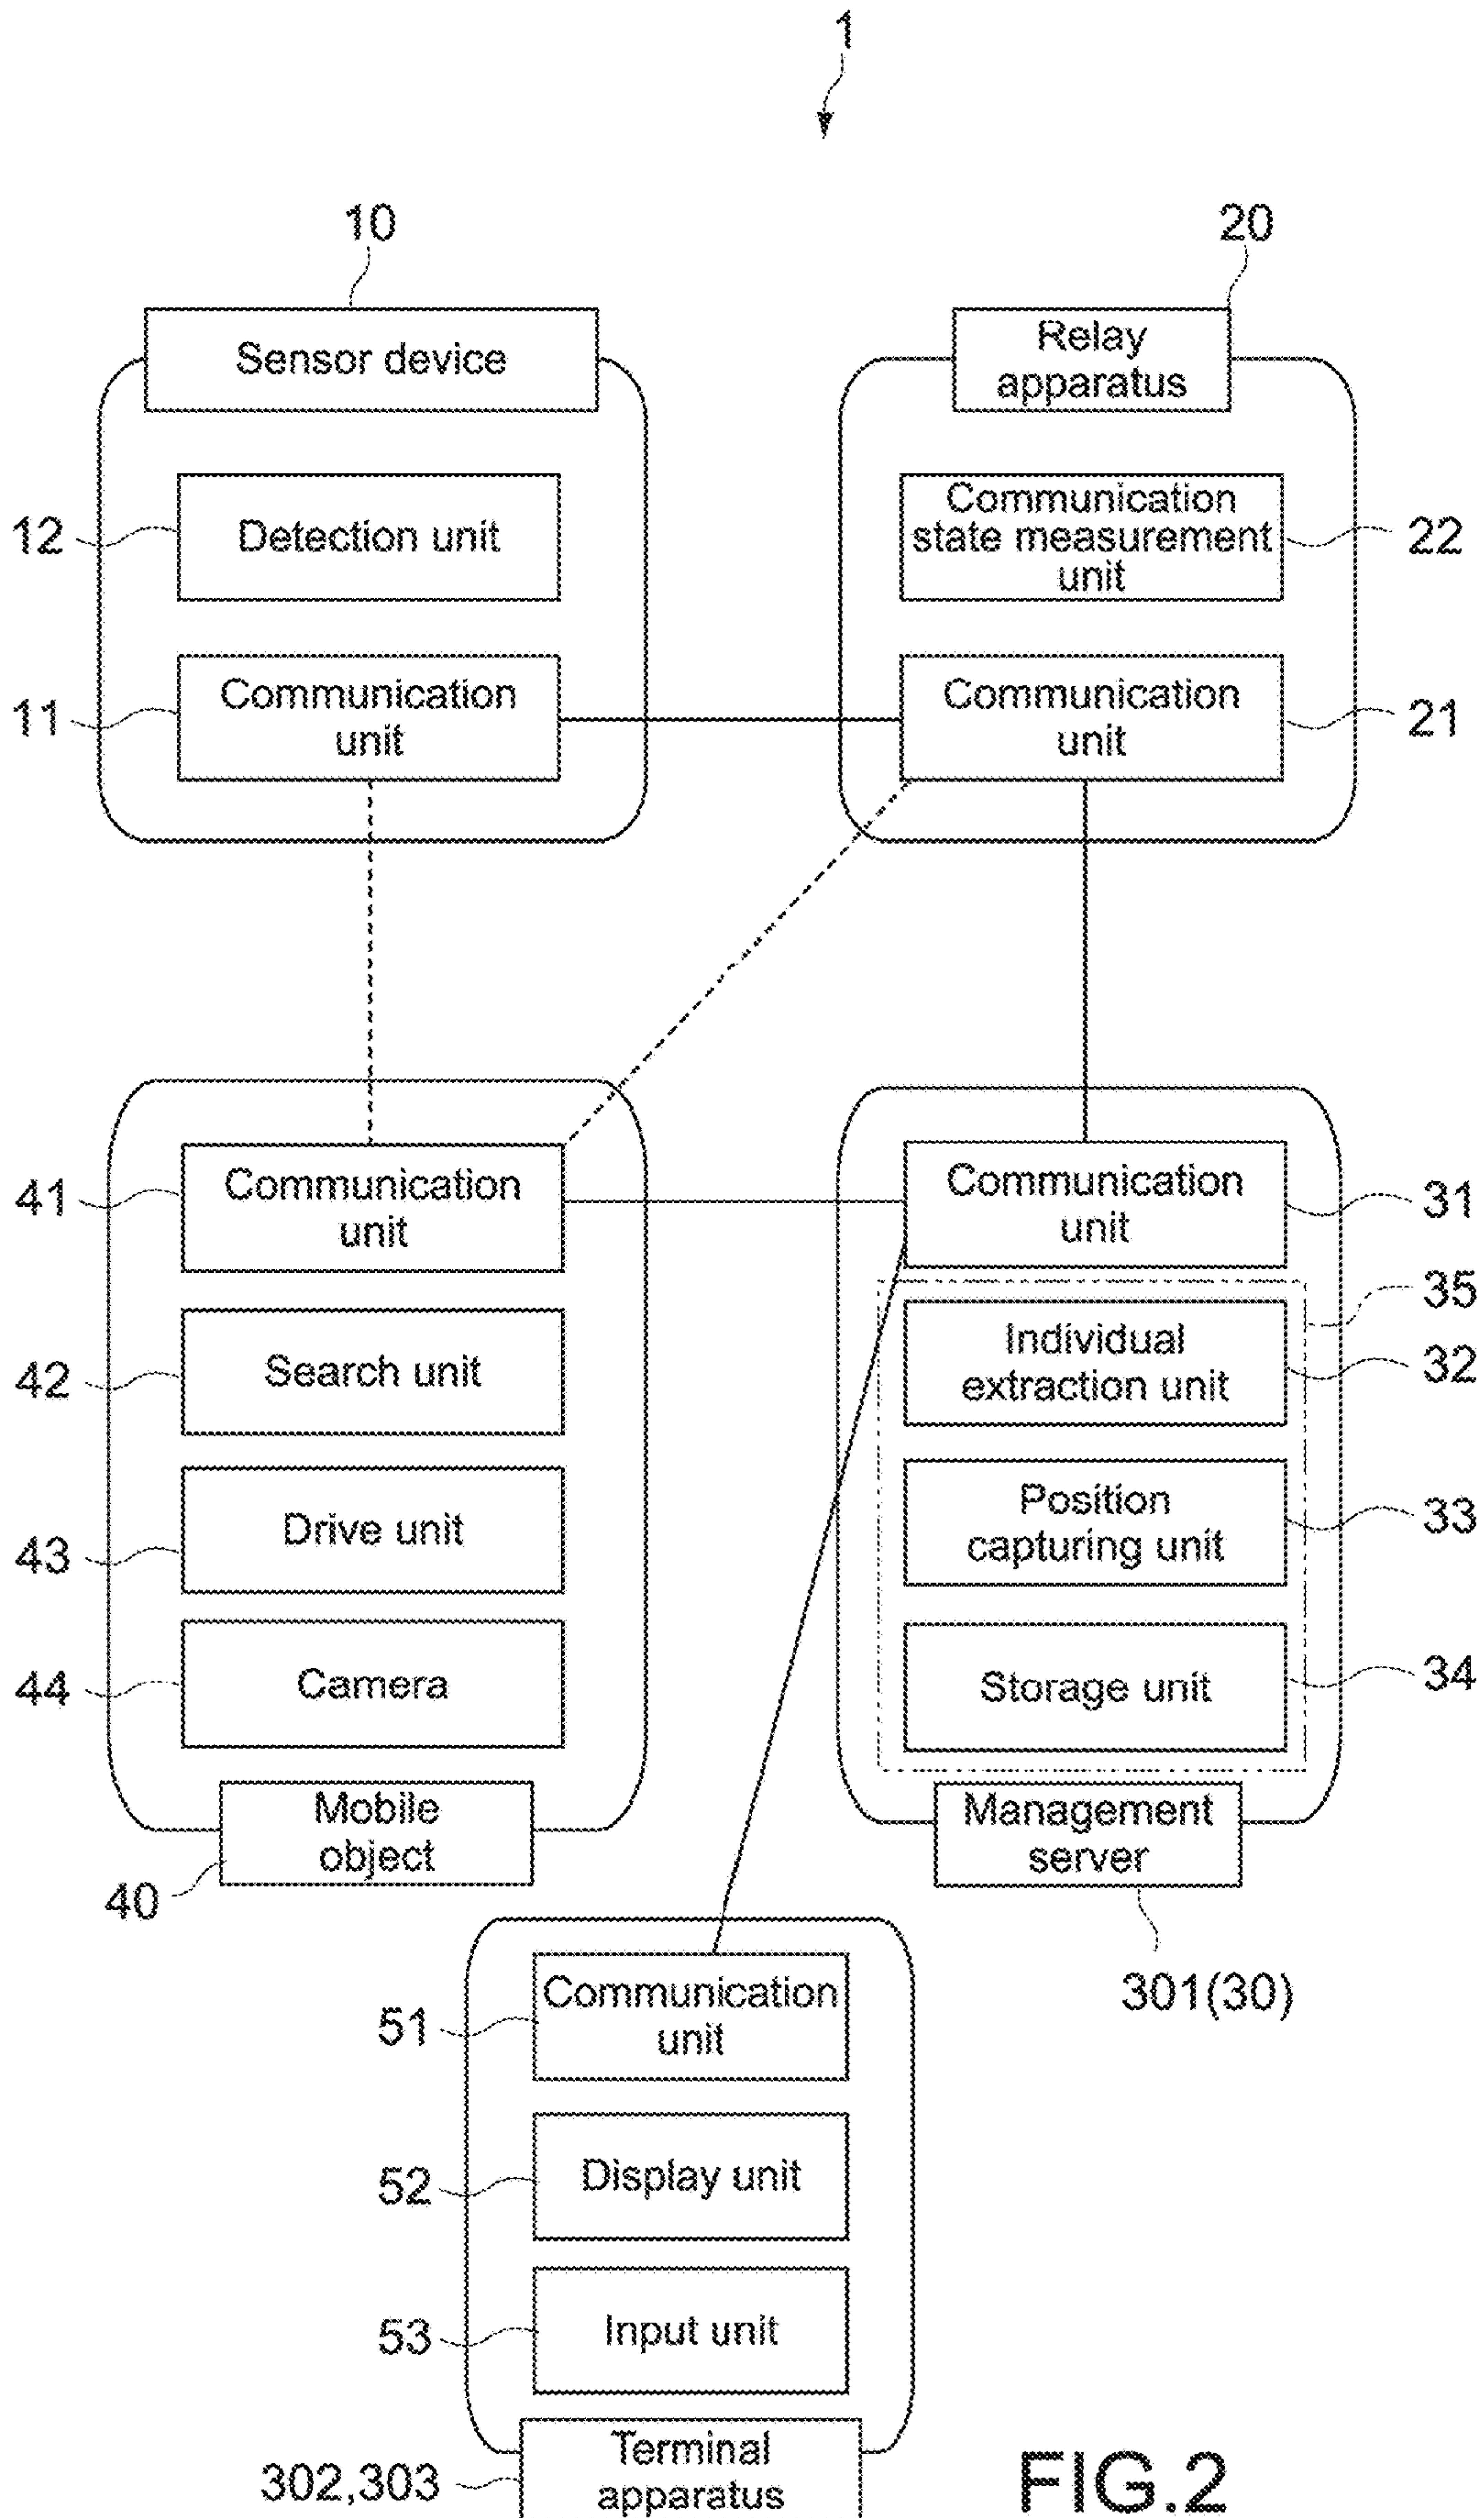 1
10
20
Sensor device
Relay
apparatus
12
Detection unit
Communication
state measurement
unit
22
11
Communication
unit
Communication
unit
21
41
Communication
unit
Communication
unit
31
35
42
Search unit
Individual
extraction unit
32
43
Drive unit
Position
capturing unit
33
44
Camera
Storage unit
34
Mobile
object
40
Management
server
301(30)
51
Communication
unit
52
Display unit
53
Input unit
302,303
Terminal
apparatus
FIG.2